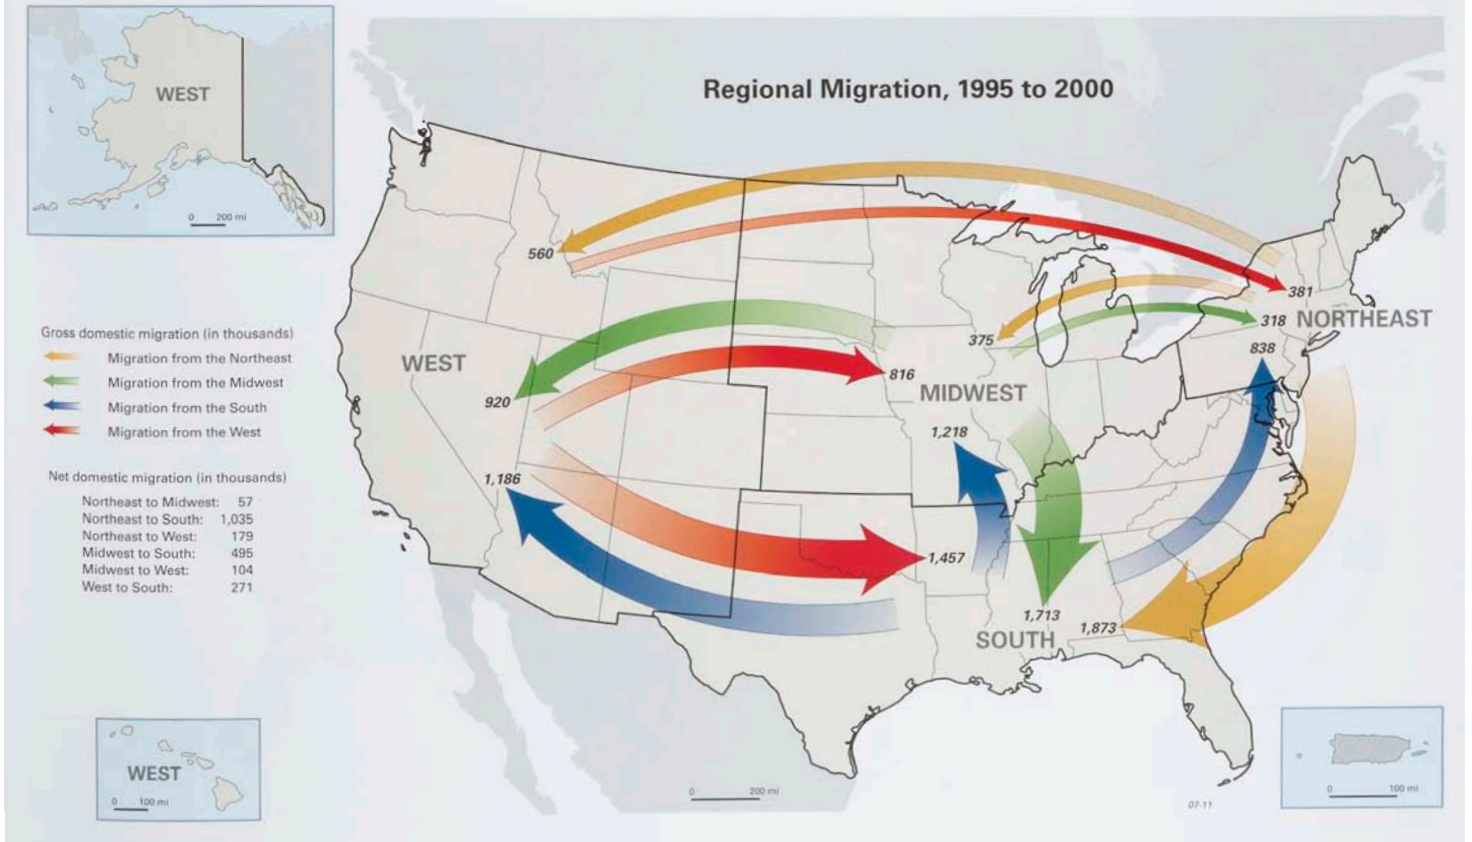 Regional Migration, 1995 to 2000
WEST
0 200 mi
560
381
318
NORTHEAST
375
838
Gross domestic migration (in thousands)
Migration from the Northeast
Migration from the Midwest
Migration from the South
Migration from the West
WEST
920
816
MIDWEST
1,218
1,186
Net domestic migration (in thousands)
Northeast to Midwest: 57
Northeast to South: 1,035
Northeast to West: 179
Midwest to South: 495
Midwest to West: 104
West to South: 271
1,457
1,713
1,873
SOUTH
WEST
0 100 mi
0 200 mi
07-11
0 100 mi